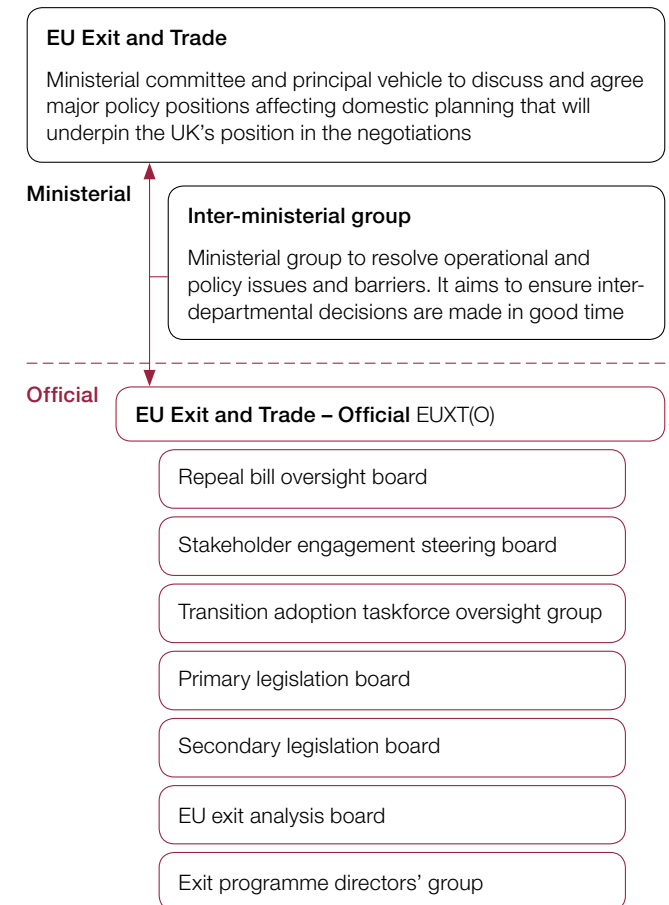 EU Exit and Trade
Ministerial committee and principal vehicle to discuss and agree
major policy positions affecting domestic planning that will
underpin the UK’s position in the negotiations
Ministerial
Inter-ministerial group
Ministerial group to resolve operational and
policy issues and barriers. It aims to ensure inter-
departmental decisions are made in good time
Official
EU Exit and Trade – Official EUXT(O)
Repeal bill oversight board
Stakeholder engagement steering board
Transition adoption taskforce oversight group
Primary legislation board
Secondary legislation board
EU exit analysis board
Exit programme directors’ group